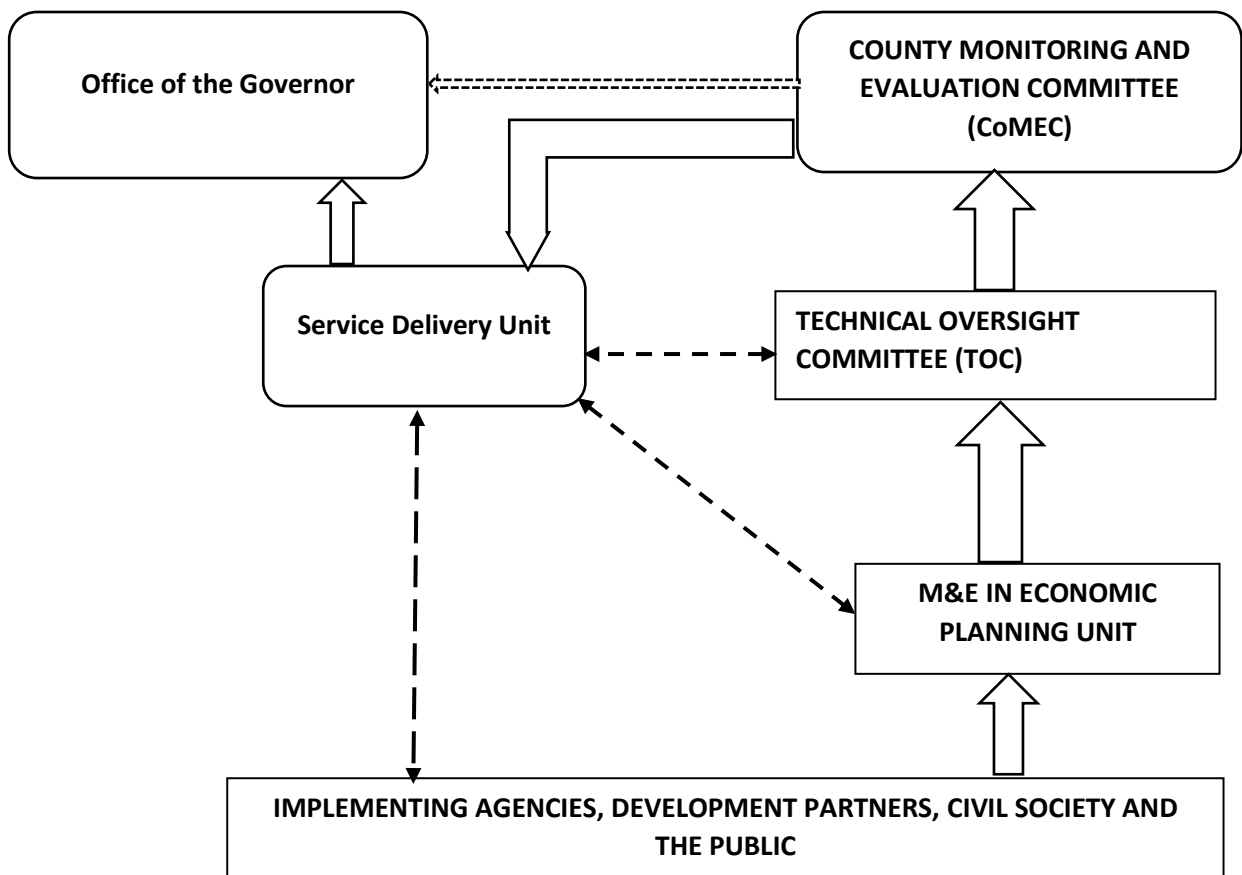 Office of the Governor
COUNTY MONITORING AND
EVALUATION COMMITTEE
(CoMEC)
Service Delivery Unit
TECHNICAL OVERSIGHT
COMMITTEE (TOC)
M&E IN ECONOMIC
PLANNING UNIT
IMPLEMENTING AGENCIES, DEVELOPMENT PARTNERS, CIVIL SOCIETY AND
THE PUBLIC